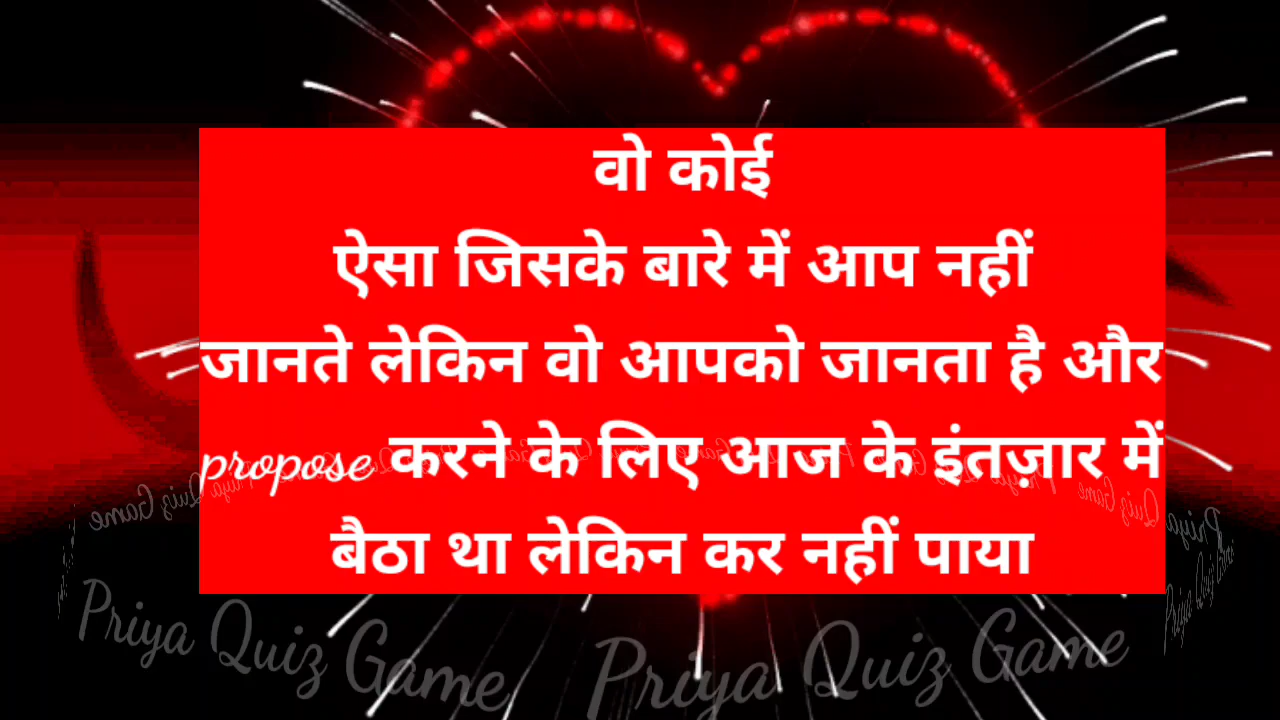 वो कोई
ऐसा जिसके बारे में आप नहीं
जानते लेकिन वो आपको जानता है और
propose करने के लिए आज के इंतज़ार में
बैठा था लेकिन कर नहीं पाया
Priya Quiz Game Priya Quiz Game